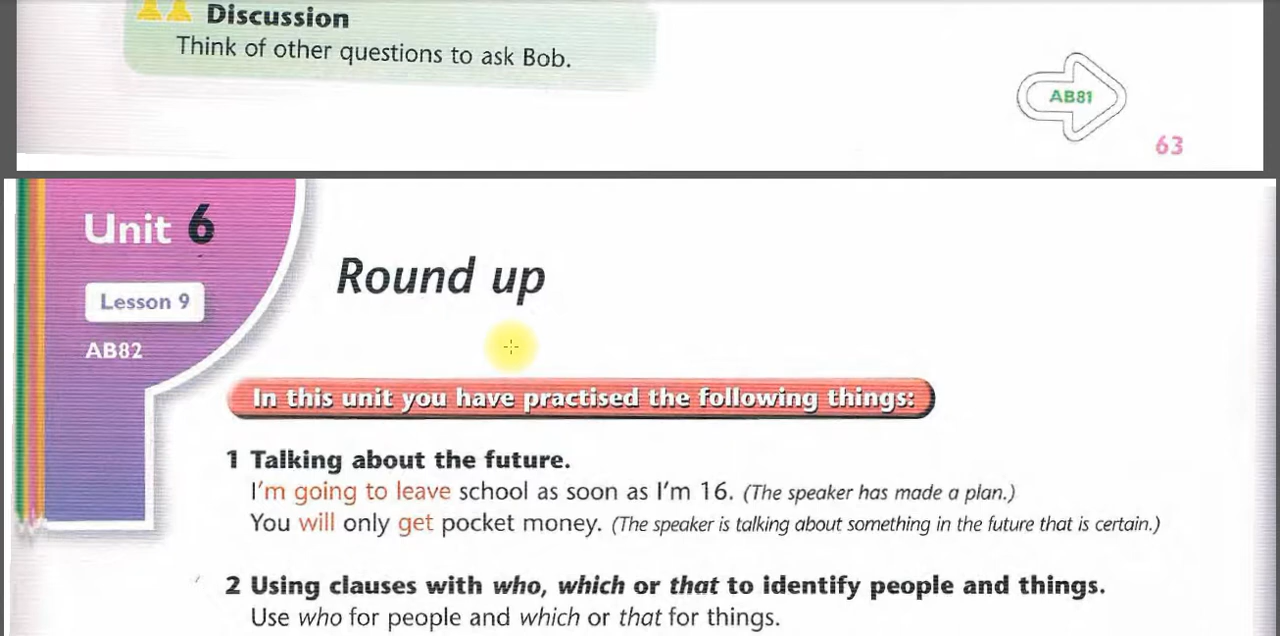 Discussion
Think of other questions to ask Bob.
AB81
63
Unit 6
Lesson 9
AB82
Round up
In this unit you have practised the following things:
1 Talking about the future.
I'm going to leave school as soon as I'm 16. (The speaker has made a plan.)
You will only get pocket money. (The speaker is talking about something in the future that is certain.)
2 Using clauses with who, which or that to identify people and things.
Use who for people and which or that for things.